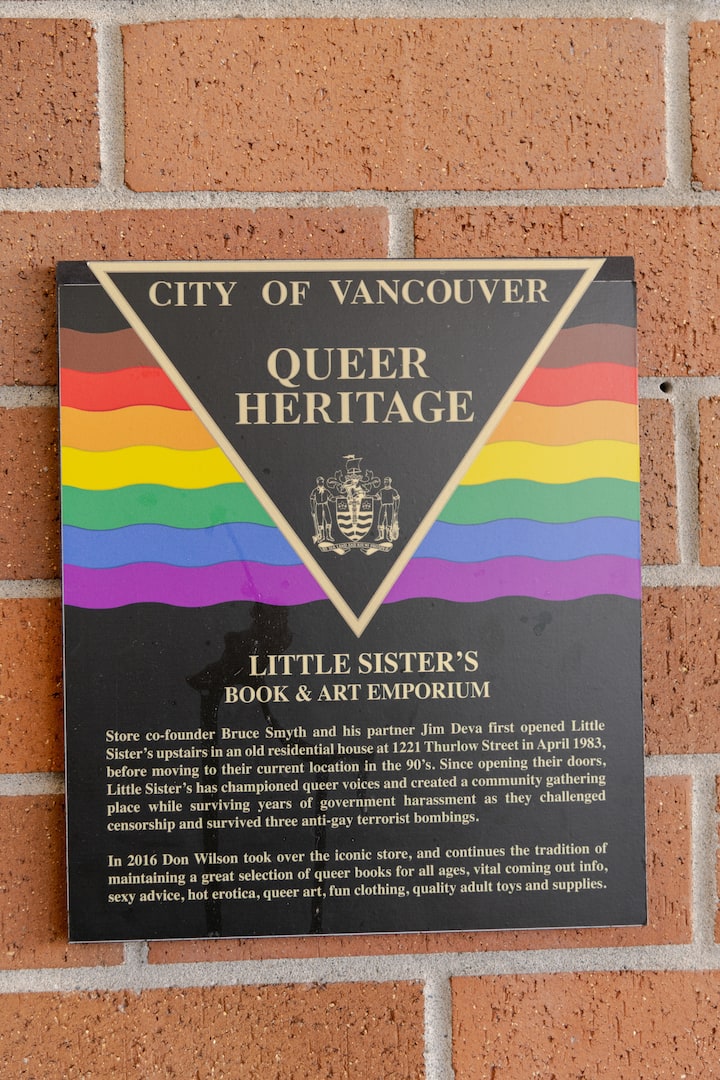 CITY OF VANCOUVER
QUEER
HERITAGE
LITTLE SISTER'S
BOOK & ART EMPORIUM
Store co-founder Bruce Smyth and his partner Jim Deva first opened Little
Sister's upstairs in an old residential house at 1221 Thurlow Street in April 1983,
before moving to their current location in the 90's. Since opening their doors,
Little Sister's has championed queer voices and created a community gathering
place while surviving years of government harassment as they challenged
censorship and survived three anti-gay terrorist bombings.
In 2016 Don Wilson took over the iconic store, and continues the tradition of
maintaining a great selection of queer books for all ages, vital coming out info,
sexy advice, hot erotica, queer art, fun clothing, quality adult toys and supplies.